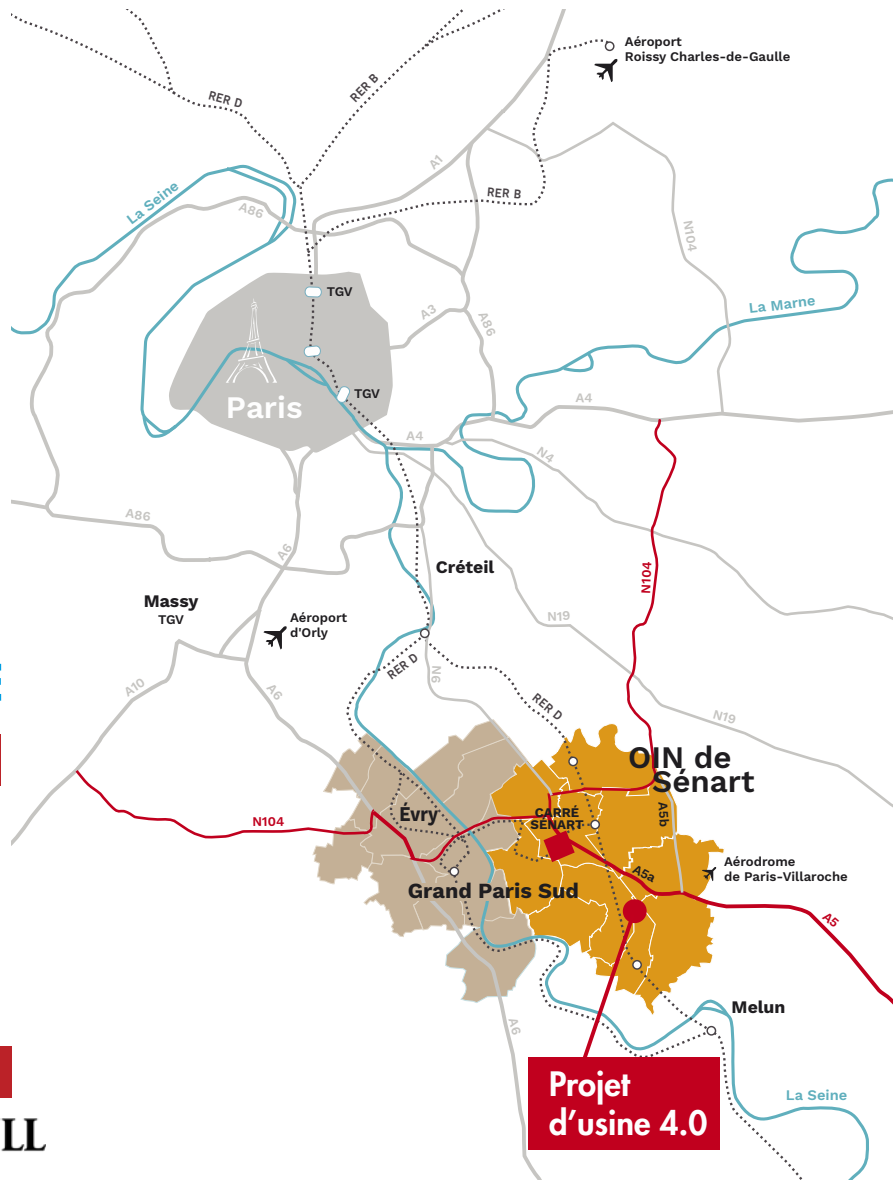 Aéroport
Roissy Charles-de-Gaulle
RER D
RER B
A1
La Seine
A86
RER B
N104
TGV
La Marne
A3
A86
TGV
Paris
A4
A4
N4
A86
A6
Créteil
N104
Massy
TGV
Aéroport
d'Orly
N19
RER D
N6
A10
A6
RER D
N19
OIN de
Sénart
N104
Évry
CARRÉ
SÉNART
A5b
Grand Paris Sud
A5a
Aérodrome
de Paris-Villaroche
A5
A6
Melun
Projet
d’usine 4.0
La Seine
LL